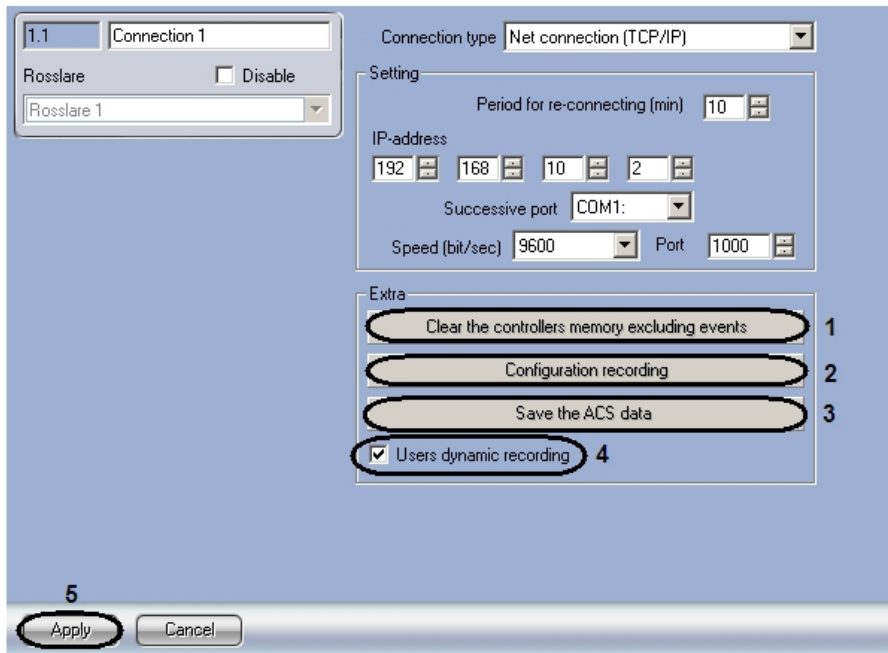 1.1 Connection 1
Rosslare Disable
Rosslare 1
Connection type Net connection (TCP/IP)
Setting
Period for re-connecting (min) 10
IP-address
192 168 10 2
Successive port COM1:
Speed (bit/sec) 9600 Port 1000
Extra
Clear the controllers memory excluding events 1
Configuration recording 2
Save the ACS data 3
Users dynamic recording 4
5
Apply Cancel